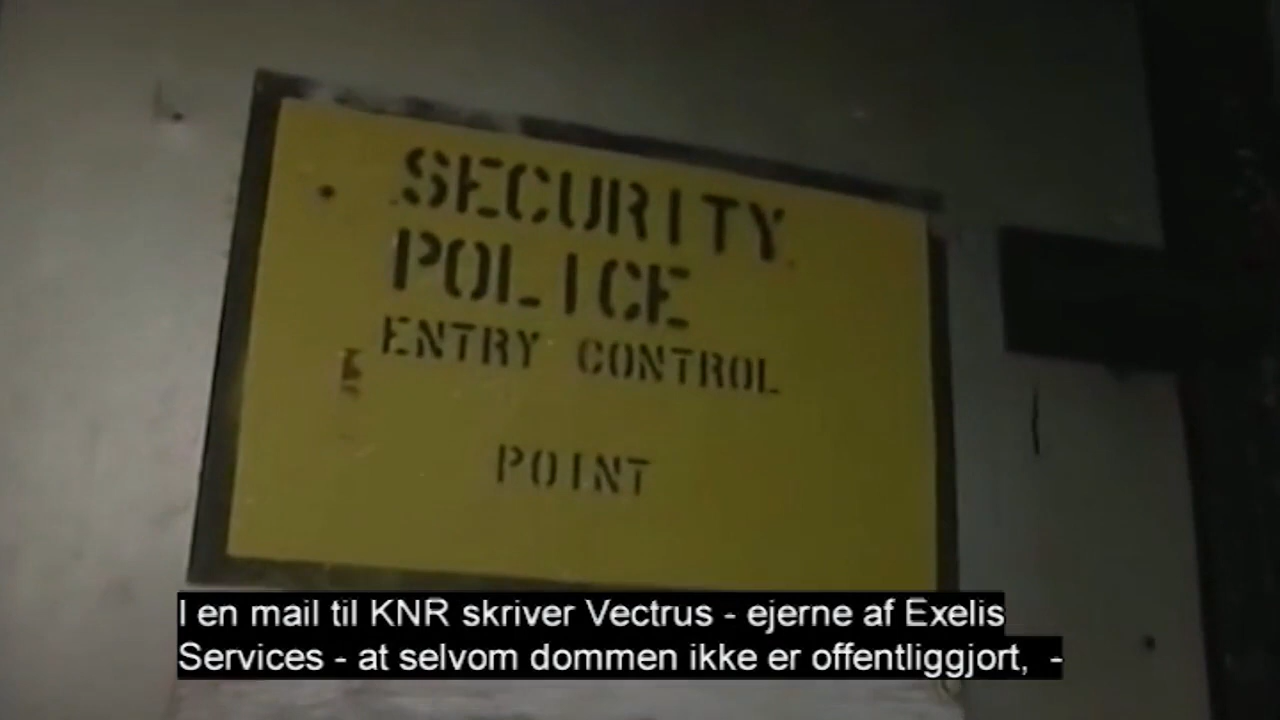 SECURITY
POLICE
ENTRY CONTROL
POINT
I en mail til KNR skriver Vectrus - ejerne af Exelis
Services - at selvom dommen ikke er offentliggjort,  -